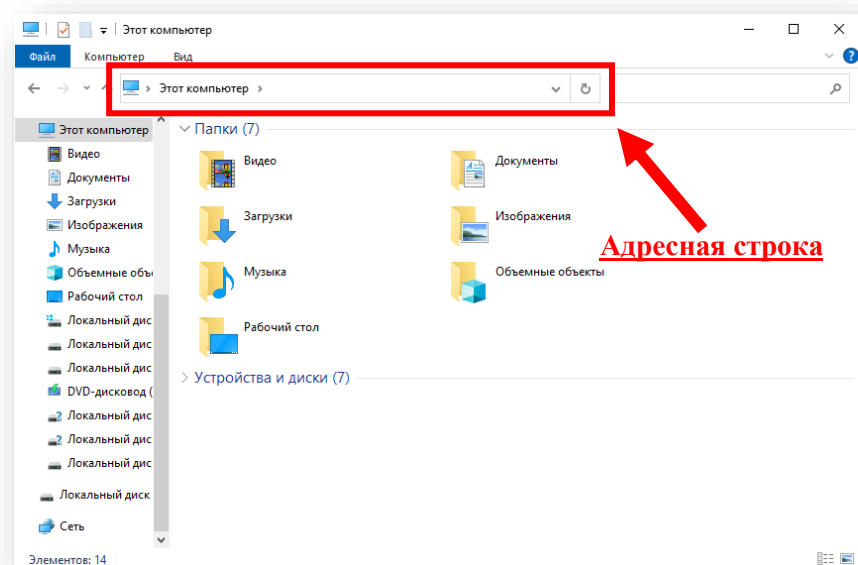 Этот компьютер
Файл Компьютер Вид
Этот компьютер
Этот компьютер
Видео
Документы
Загрузки
Изображения
Музыка
Объемные объ
Рабочий стол
Локальный дис
Локальный дис
Локальный дис
DVD-дисковод (
Локальный дис
Локальный дис
Локальный дис
Локальный диск
Сеть
Папки (7)
Видео
Документы
Загрузки
Изображения
Музыка
Объемные объекты
Рабочий стол
Устройства и диски (7)
Адресная строка
Элементов: 14